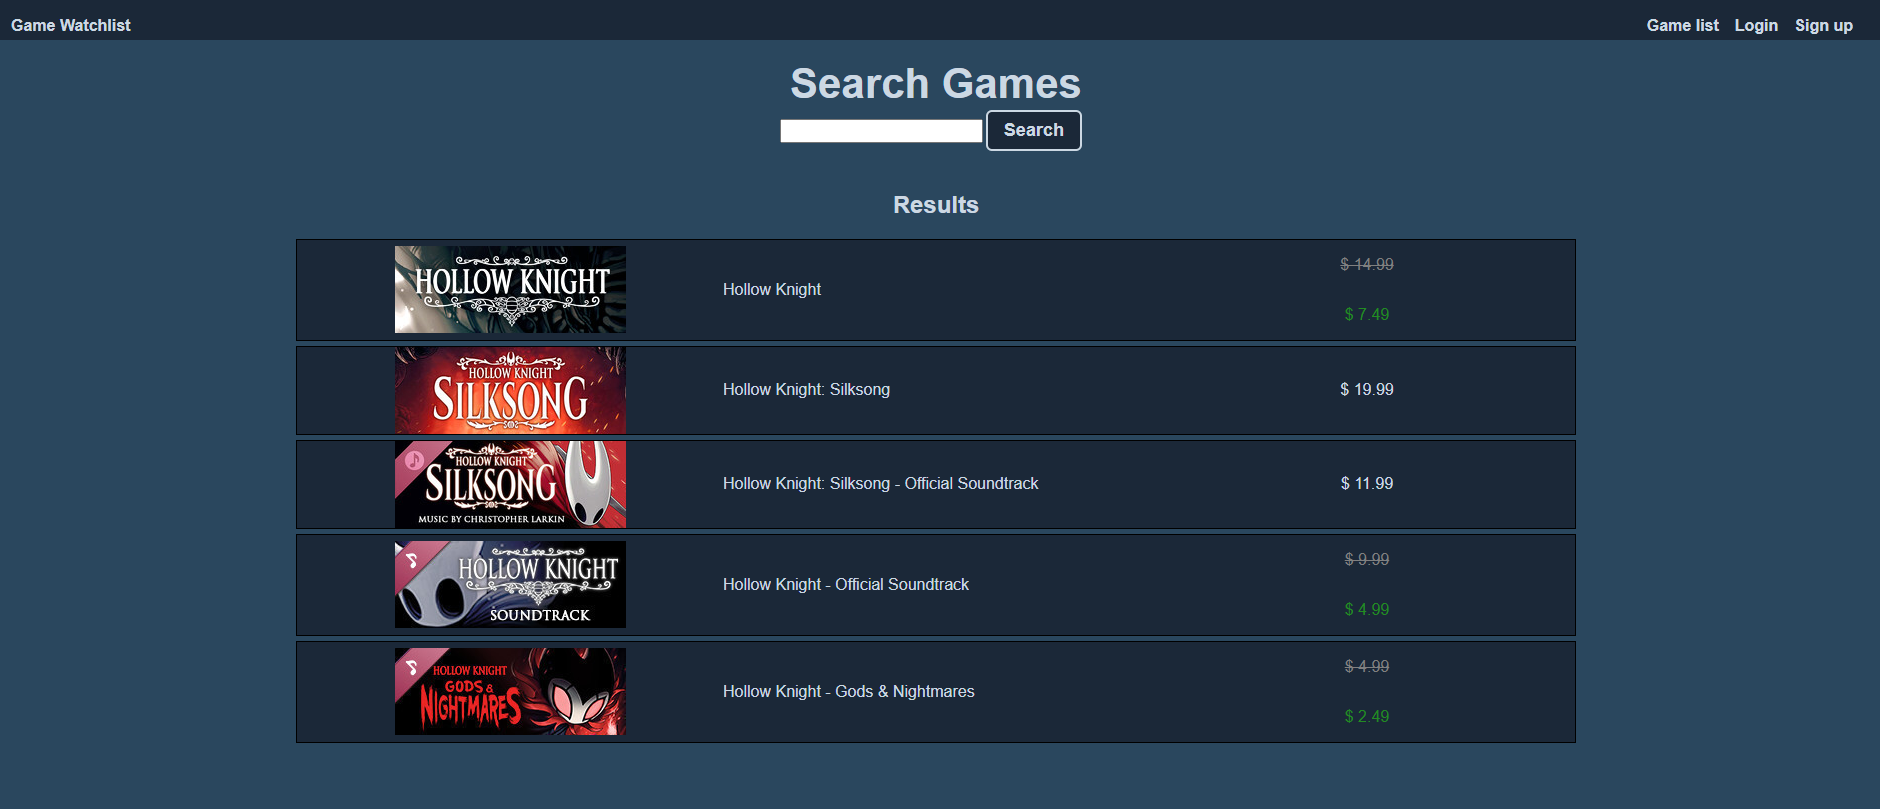 Game Watchlist
Game list Login Sign up
Search Games
Search
Results
HOLLOW KNIGHT
Hollow Knight
$ 14.99
$ 7.49
HOLLOW KNIGHT
SILKSONG
Hollow Knight: Silksong
$ 19.99
HOLLOW KNIGHT
SILKSONG
MUSIC BY CHRISTOPHER LARKIN
Hollow Knight: Silksong - Official Soundtrack
$ 11.99
HOLLOW KNIGHT
SOUNDTRACK
Hollow Knight - Official Soundtrack
$ 9.99
$ 4.99
HOLLOW KNIGHT
GODS &
NIGHTMARES
Hollow Knight - Gods & Nightmares
$ 4.99
$ 2.49